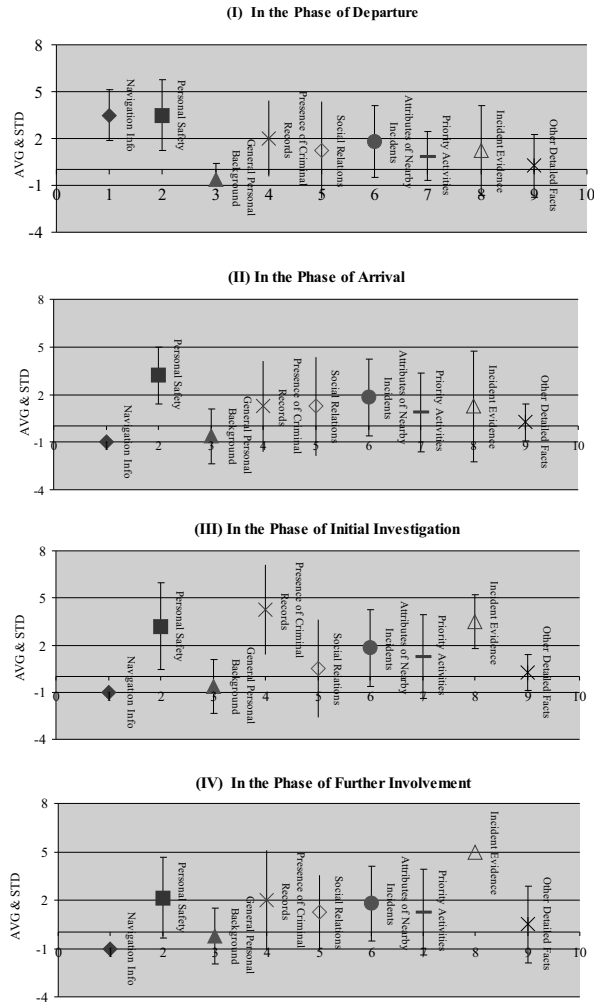 (I) In the Phase of Departure
AVG & STD
8
5
2
-1
-4
0 1 2 3 4 5 6 7 8 9 10
Navigation Info
Personal Safety
General Personal
Background
Presence of Criminal
Records
Social Relations
Attributes of Nearby
Incidents
Priority Activities
Incident Evidence
Other Detailed Facts
(II) In the Phase of Arrival
AVG & STD
8
5
2
-1
-4
0 1 2 3 4 5 6 7 8 9 10
Navigation Info
Personal Safety
General Personal
Background
Presence of Criminal
Records
Social Relations
Attributes of Nearby
Incidents
Priority Activities
Incident Evidence
Other Detailed Facts
(III) In the Phase of Initial Investigation
AVG & STD
8
5
2
-1
-4
0 1 2 3 4 5 6 7 8 9 10
Navigation Info
Personal Safety
General Personal
Background
Presence of Criminal
Records
Social Relations
Attributes of Nearby
Incidents
Priority Activities
Incident Evidence
Other Detailed Facts
(IV) In the Phase of Further Involvement
AVG & STD
8
5
2
-1
-4
0 1 2 3 4 5 6 7 8 9 10
Navigation Info
Personal Safety
General Personal
Background
Presence of Criminal
Records
Social Relations
Attributes of Nearby
Incidents
Priority Activities
Incident Evidence
Other Detailed Facts